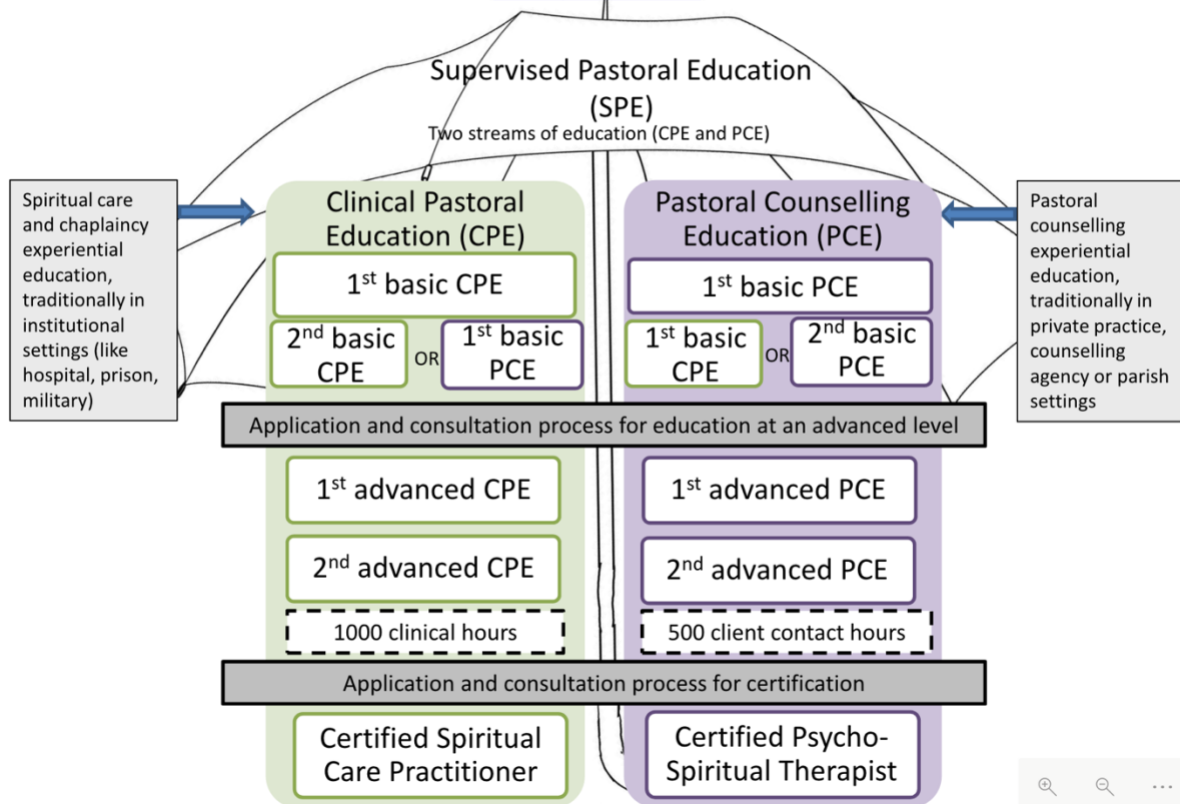 Supervised Pastoral Education
(SPE)
Two streams of education (CPE and PCE)
Spiritual care
and chaplaincy
experiential
education,
traditionally in
institutional
settings (like
hospital, prison,
military)
Clinical Pastoral
Education (CPE)
1st basic CPE
2nd basic
CPE
OR
1st basic
PCE
Pastoral Counselling
Education (PCE)
1st basic PCE
1st basic
CPE
OR
2nd basic
PCE
Pastoral
counselling
experiential
education,
traditionally in
private practice,
counselling
agency or parish
settings
Application and consultation process for education at an advanced level
1st advanced CPE
2nd advanced CPE
1000 clinical hours
1st advanced PCE
2nd advanced PCE
500 client contact hours
Application and consultation process for certification
Certified Spiritual
Care Practitioner
Certified Psycho-
Spiritual Therapist